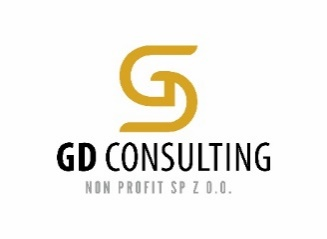 GD CONSULTING
NON PROFIT SP Z O.O.